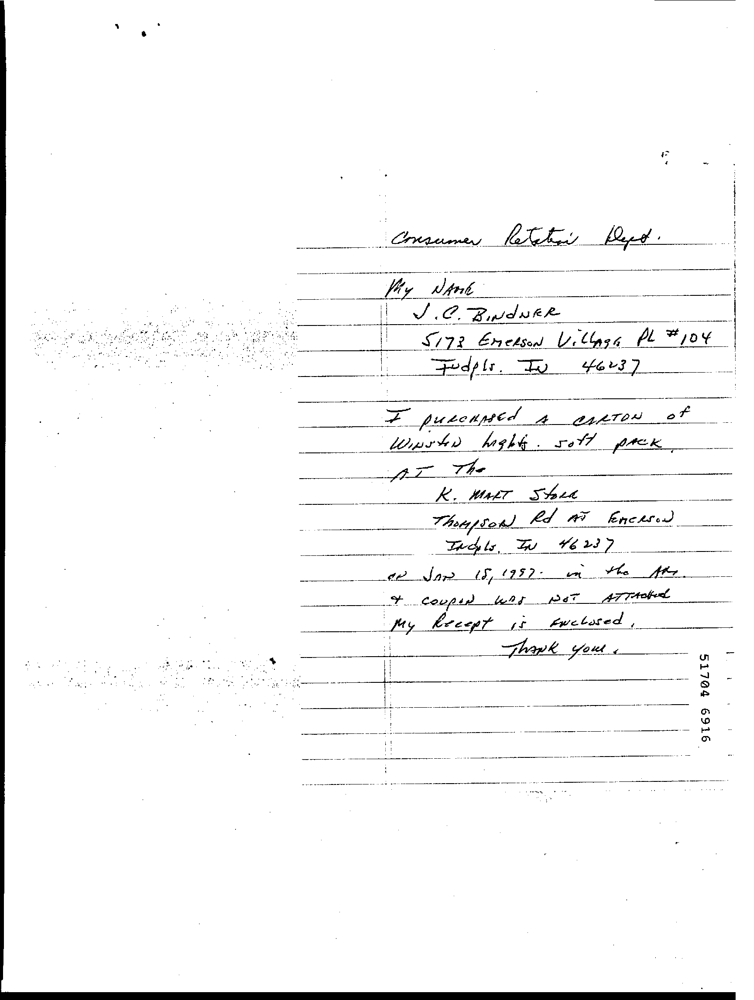 Consumer Relation Dept.
My Name
J.C. BINDNER
5173 EMERSON VillAge PL #104
Indpls. IN 46237
I purchased A CARTON of
WINSTON lights. soft pack.
AT The
K. MART Store
Thompson Rd AT EMERSON
Indpls. IN 46237
on JAN 15, 1997. in the
& coupon was NOT ATTAChed
My Recept is Enclosed.
Thank you.
51704 6916